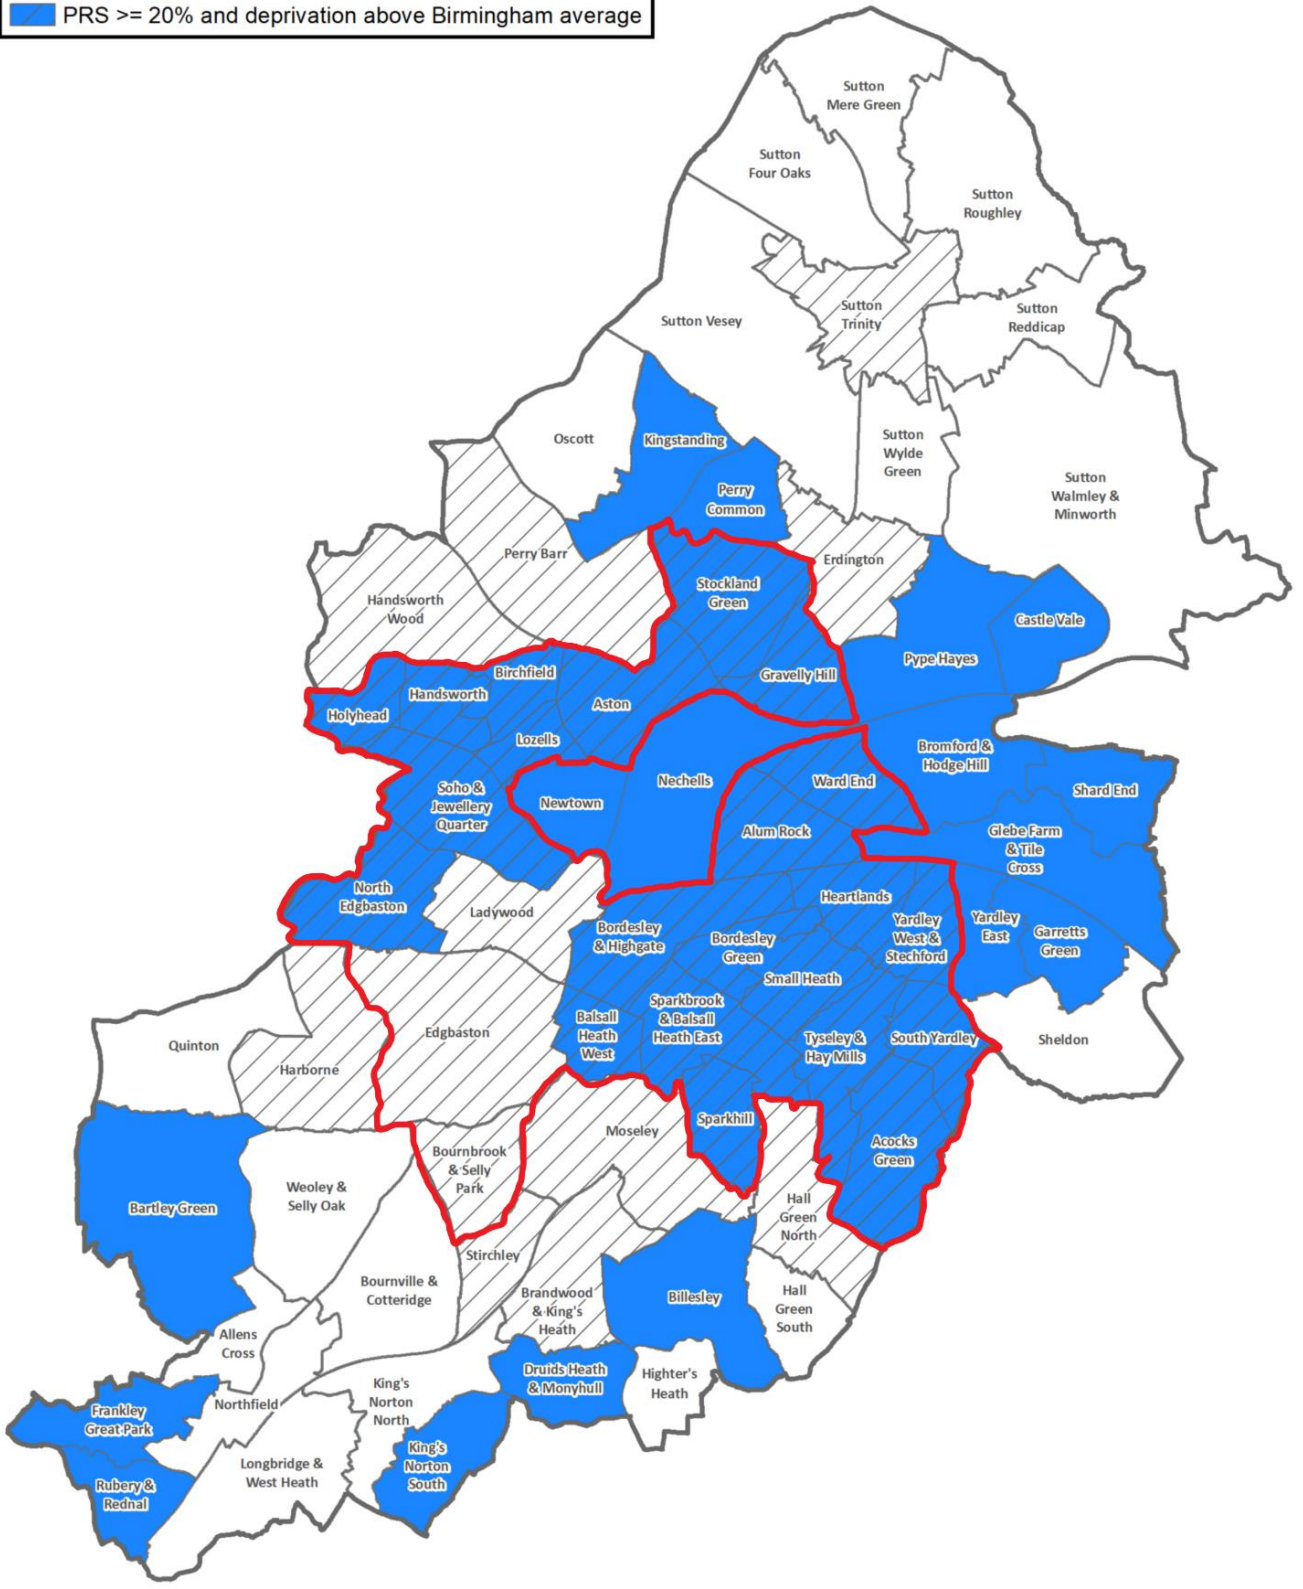 PRS >= 20% and deprivation above Birmingham average
Sutton
Mere Green
Sutton
Four Oaks
Sutton
Roughley
Sutton
Trinity
Sutton
Reddicap
Sutton Vesey
Oscott
Kingstanding
Sutton
Wylde
Green
Perry
Common
Sutton
Walmley &
Minworth
Perry Barr
Erdington
Stockland
Green
Handsworth
Wood
Castle Vale
Pype Hayes
Birchfield
Gravelly Hill
Handsworth
Aston
Holyhead
Lozells
Bromford &
Hodge Hill
Nechells
Ward End
Shard End
Soho &
Jewellery
Quarter
Newtown
Alum Rock
Glebe Farm
& Tile
Cross
North
Edgbaston
Heartlands
Ladywood
Bordesley
& Highgate
Bordesley
Green
Yardley
West &
Stechford
Yardley
East
Garretts
Green
Small Heath
Sparkbrook
& Balsall
Heath East
Edgbaston
Balsall
Heath
West
Tyseley &
Hay Mills
South Yardley
Sheldon
Quinton
Harborne
Sparkhill
Moseley
Acocks
Green
Bournbrook
& Selly
Park
Weoley &
Selly Oak
Bartley Green
Hall
Green
North
Stirchley
Bournville &
Cotteridge
Brandwood
& King's
Heath
Billesley
Hall
Green
South
Allens
Cross
Druids Heath
& Monyhull
Highter's
Heath
King's
Norton
North
Northfield
Frankley
Great Park
King's
Norton
South
Longbridge &
West Heath
Rubery &
Rednal